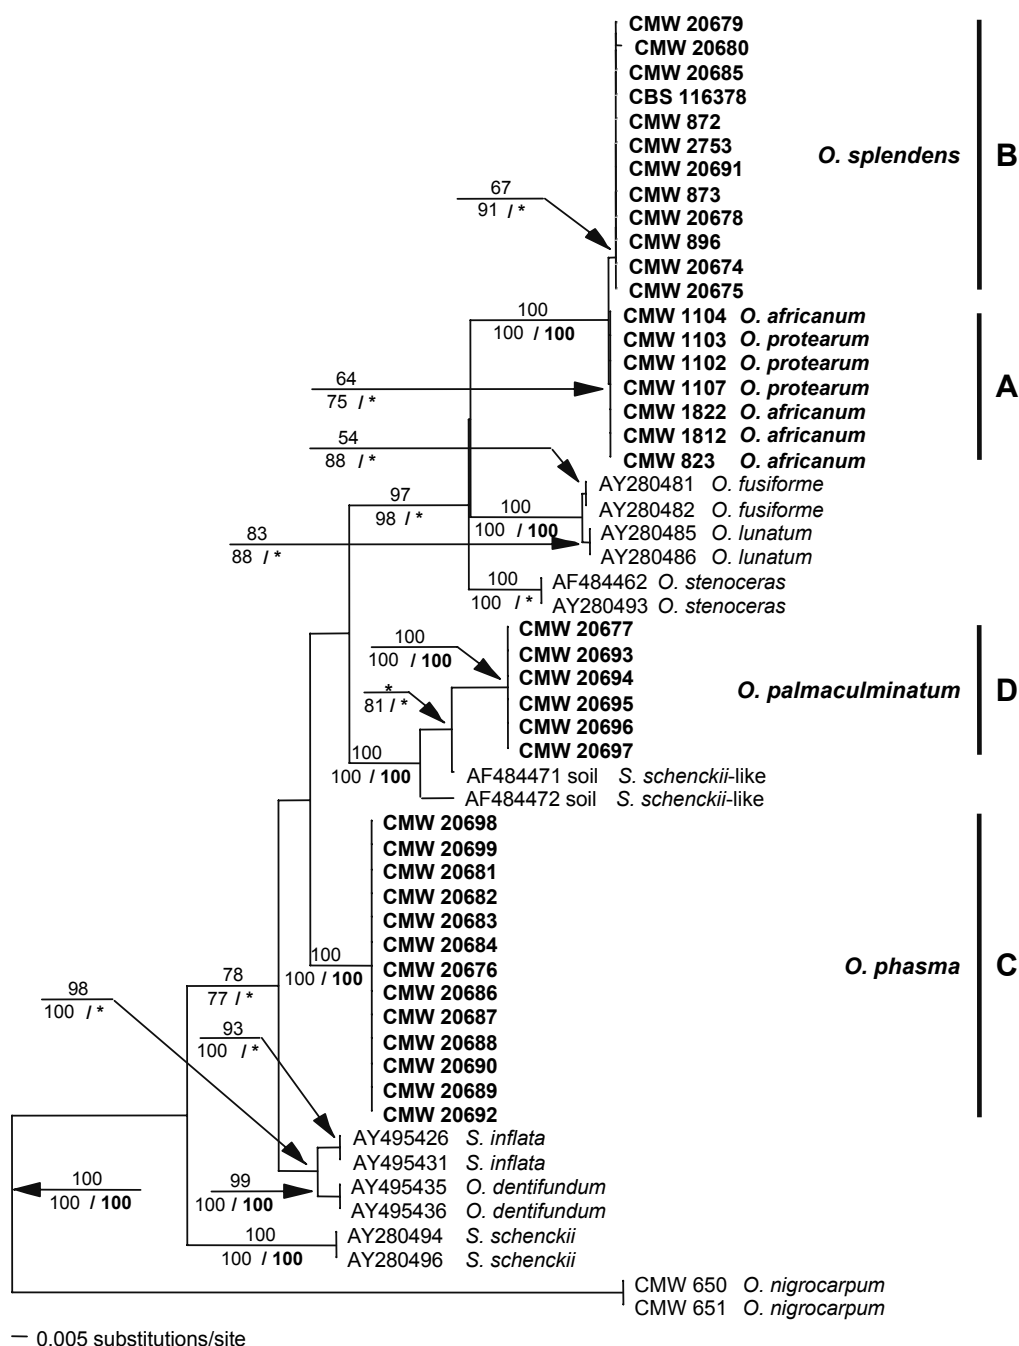 CMW 20679
CMW 20680
CMW 20685
CBS 116378
CMW 872
CMW 2753
O. splendens B
CMW 20691
67
91 / *
CMW 873
CMW 20678
CMW 896
CMW 20674
CMW 20675
100
100 / 100
CMW 1104 O. africanum
CMW 1103 O. protearum
CMW 1102 O. protearum
64
75 / *
CMW 1107 O. protearum
A
CMW 1822 O. africanum
CMW 1812 O. africanum
54
88 / *
CMW 823 O. africanum
AY280481 O. fusiforme
97
98 / *
100
100 / 100
AY280482 O. fusiforme
AY280485 O. lunatum
83
88 / *
AY280486 O. lunatum
100
100 / *
AF484462 O. stenoceras
AY280493 O. stenoceras
CMW 20677
100
100 / 100
CMW 20693
CMW 20694
*
81 / *
O. palmaculminatum D
CMW 20695
CMW 20696
CMW 20697
100
100 / 100
AF484471 soil S. schenckii-like
AF484472 soil S. schenckii-like
CMW 20698
CMW 20699
CMW 20681
CMW 20682
CMW 20683
CMW 20684
100
100 / 100
CMW 20676
O. phasma C
78
77 / *
CMW 20686
98
100 / *
CMW 20687
93
100 / *
CMW 20688
CMW 20690
CMW 20689
CMW 20692
AY495426 S. inflata
AY495431 S. inflata
100
100 / 100
99
100 / 100
AY495435 O. dentifundum
AY495436 O. dentifundum
100
100 / 100
AY280494 S. schenckii
AY280496 S. schenckii
CMW 650 O. nigrocarpum
CMW 651 O. nigrocarpum
0.005 substitutions/site